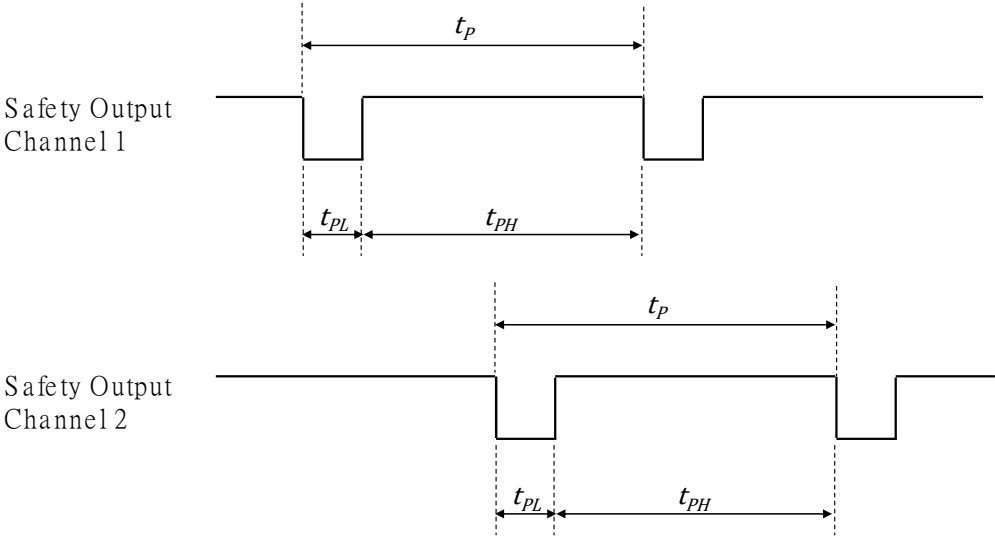 t_P
Safety Output
Channel 1
t_PL t_PH
t_P
Safety Output
Channel 2
t_PL t_PH